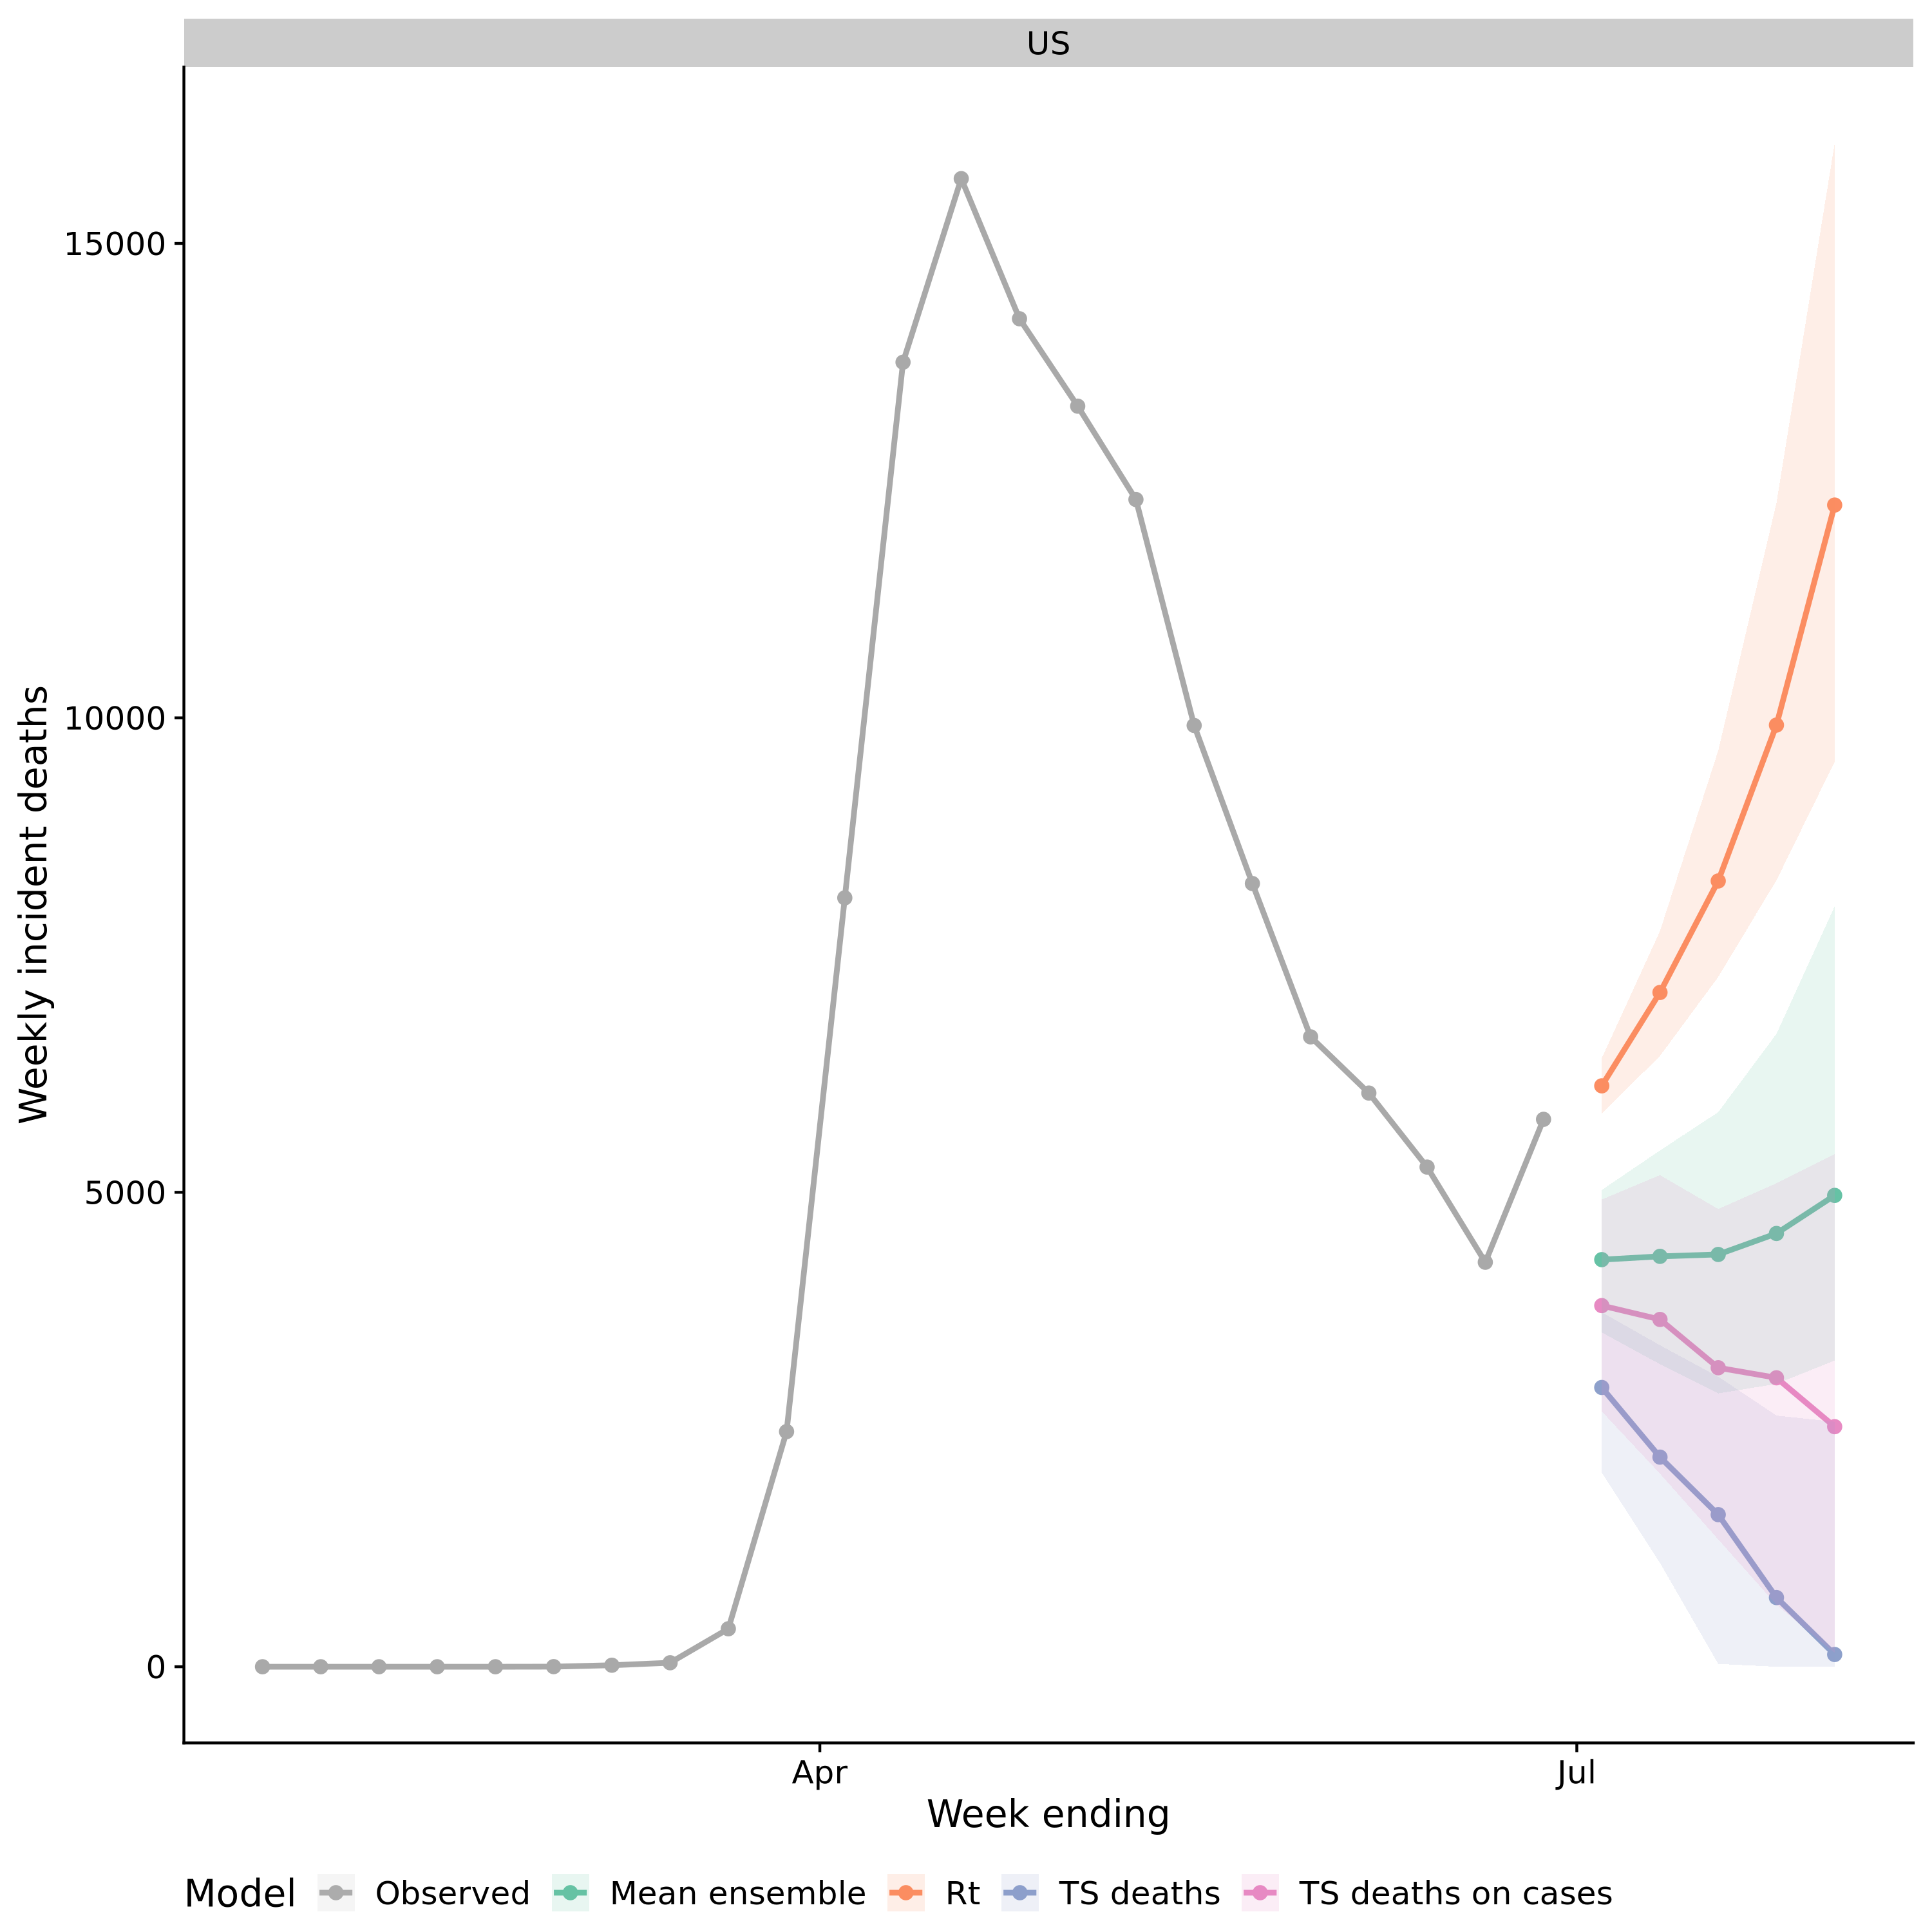 US
Weekly incident deaths
15000
10000
5000
0
Apr
Jul
Week ending
Model Observed Mean ensemble Rt TS deaths TS deaths on cases